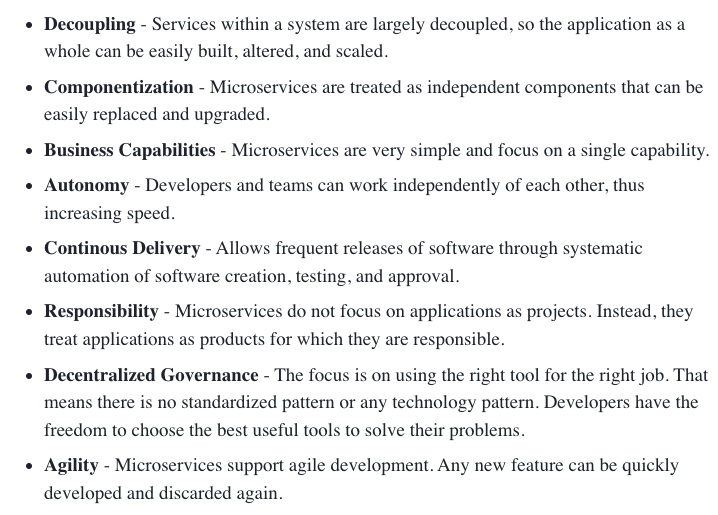 • Decoupling - Services within a system are largely decoupled, so the application as a
whole can be easily built, altered, and scaled.
• Componentization - Microservices are treated as independent components that can be
easily replaced and upgraded.
• Business Capabilities - Microservices are very simple and focus on a single capability.
• Autonomy - Developers and teams can work independently of each other, thus
increasing speed.
• Continous Delivery - Allows frequent releases of software through systematic
automation of software creation, testing, and approval.
• Responsibility - Microservices do not focus on applications as projects. Instead, they
treat applications as products for which they are responsible.
• Decentralized Governance - The focus is on using the right tool for the right job. That
means there is no standardized pattern or any technology pattern. Developers have the
freedom to choose the best useful tools to solve their problems.
• Agility - Microservices support agile development. Any new feature can be quickly
developed and discarded again.